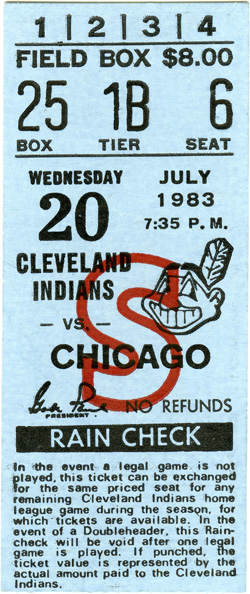 1 | 2 | 3 | 4
FIELD BOX $8.00
25 1B 6
BOX TIER SEAT
WEDNESDAY JULY
20 1983
7:35 P.M.
CLEVELAND
INDIANS
— VS. —
CHICAGO
S
PRESIDENT
NO REFUNDS
RAIN CHECK
In the event a legal game is not
played, this ticket can be exchanged
for the same priced seat for any
remaining Cleveland Indians home
league game during the season, for
which tickets are available. In the
event of a Doubleheader, this Rain-
check will be void after one legal
game is played. If punched, the
ticket value is represented by the
actual amount paid to the Cleveland
Indians.